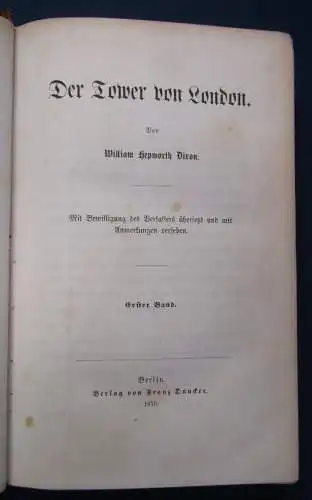 Der Tower von London.
Von
William Hepworth Dixon.
Mit Bewilligung des Verfassers übersetzt und mit
Anmerkungen versehen.
Erster Band.
Berlin.
Verlag von Franz Duncker.
1870.